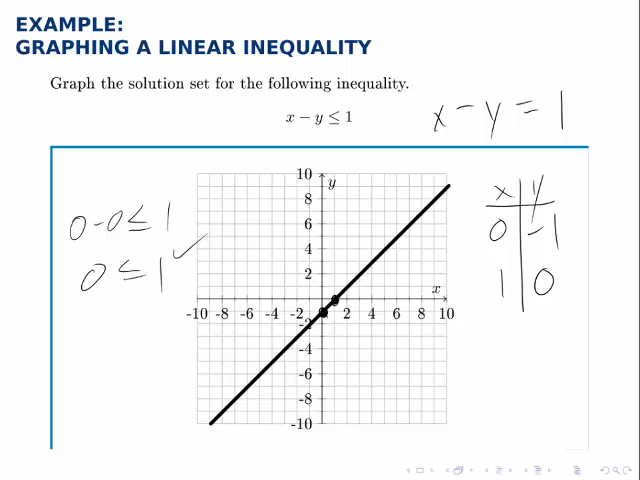 EXAMPLE:
GRAPHING A LINEAR INEQUALITY
Graph the solution set for the following inequality.
x − y ≤ 1
x − y = 1
0 - 0 ≤ 1
0 ≤ 1 ✓
x | y
0 | -1
1 | 0
y
10
8
6
4
2
x
-10 -8 -6 -4 -2 2 4 6 8 10
-2
-4
-6
-8
-10